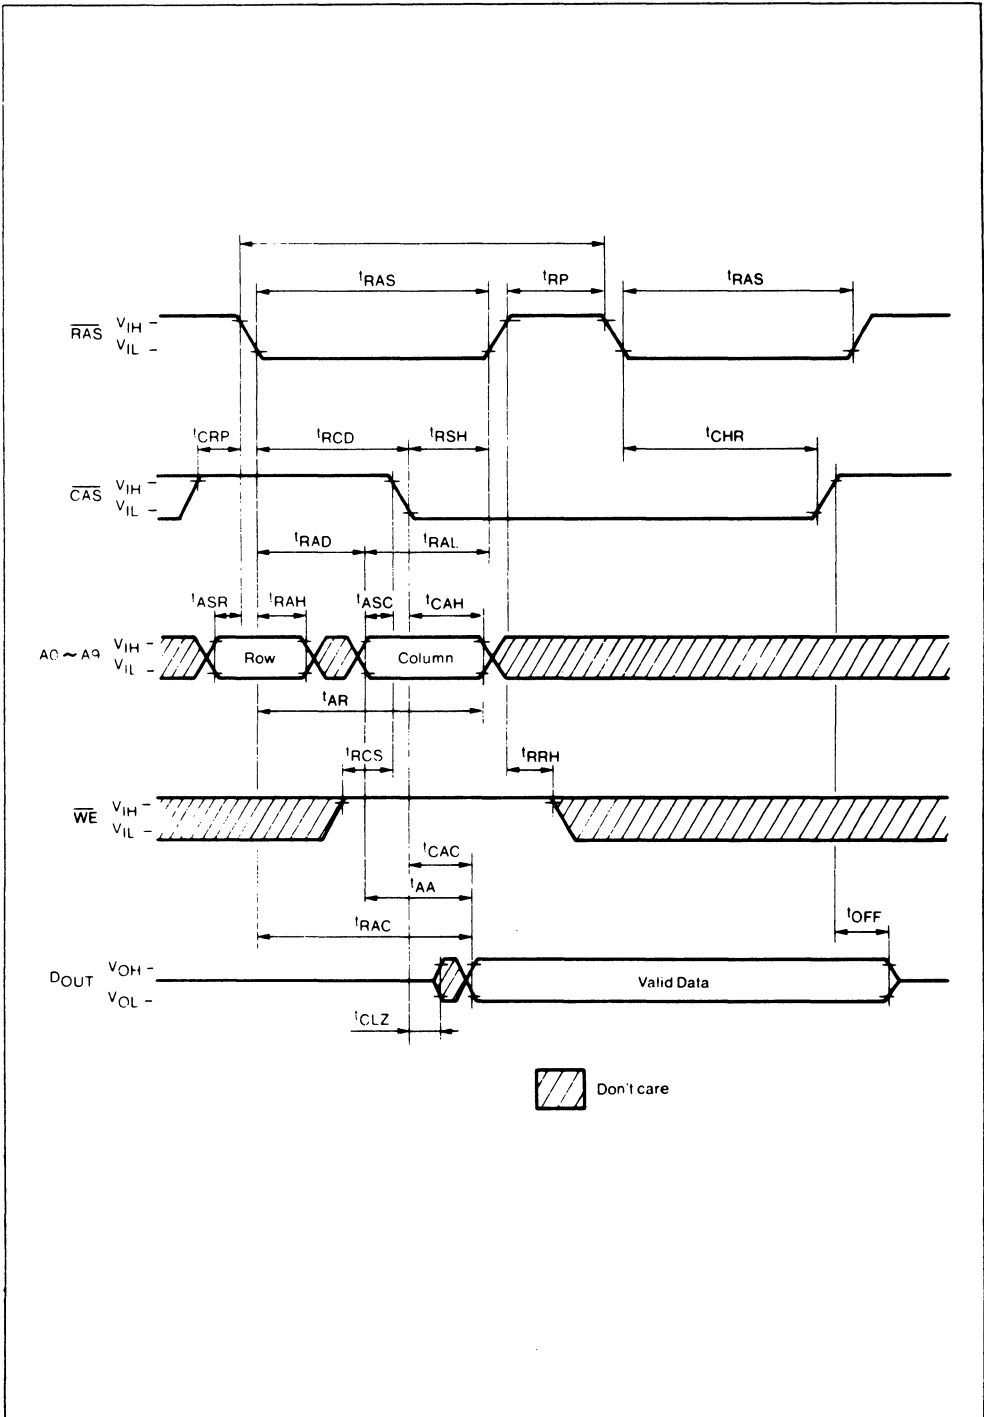 tRAS tRP tRAS
RAS VIH
VIL
tCRP tRCD tRSH tCHR
CAS VIH
VIL
tRAD tRAL
tASR tRAH tASC tCAH
A0~A9 VIH
VIL
Row Column
tAR
tRCS tRRH
WE VIH
VIL
tCAC
tAA
tRAC tOFF
DOUT VOH
VOL
Valid Data
tCLZ
Don't care